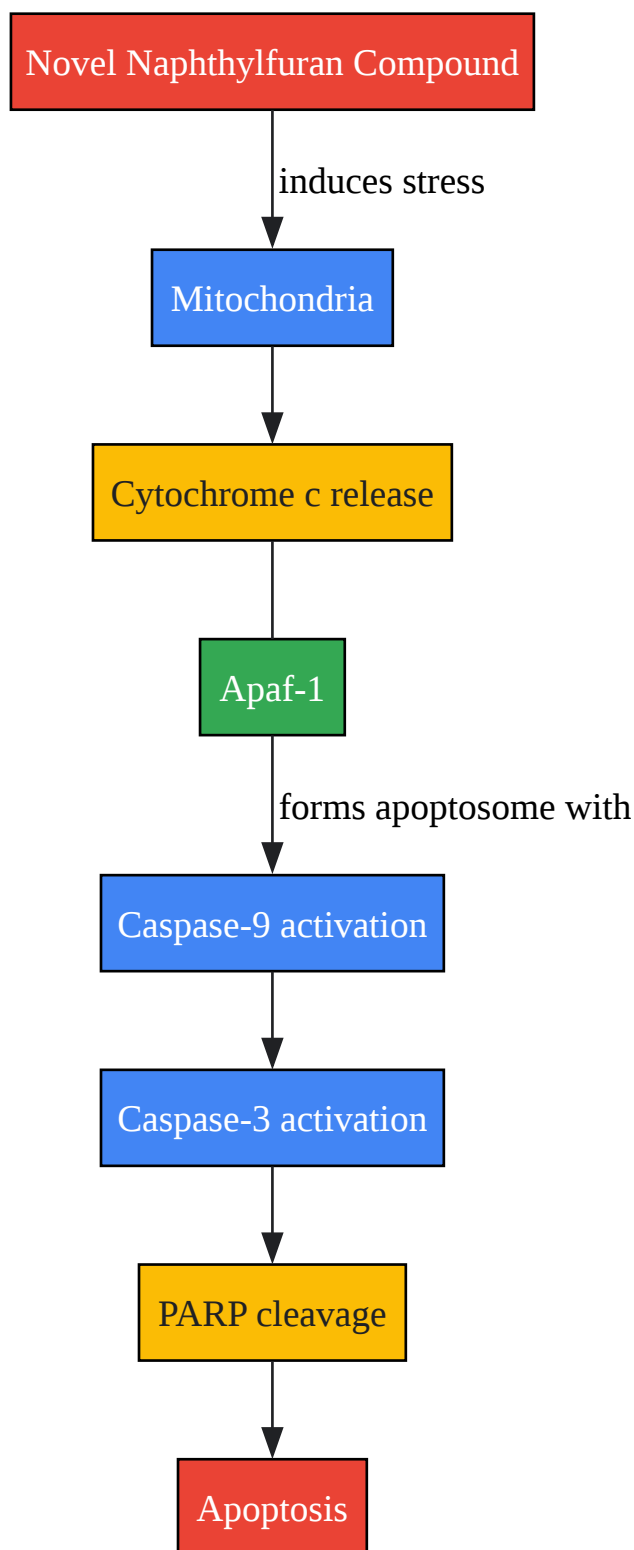 Novel Naphthylfuran Compound
induces stress
Mitochondria
Cytochrome c release
Apaf-1
forms apoptosome with
Caspase-9 activation
Caspase-3 activation
PARP cleavage
Apoptosis